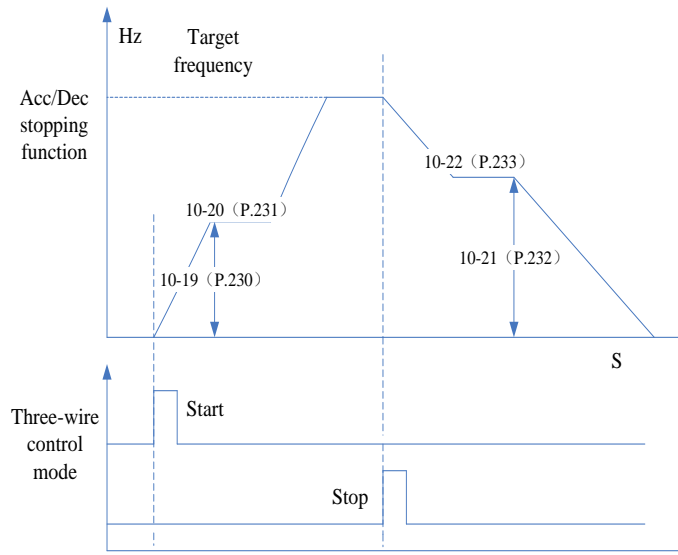 Hz
Target
frequency
Acc/Dec
stopping
function
10-22（P.233）
10-20（P.231）
10-21（P.232）
10-19（P.230）
S
Three-wire
control
mode
Start
Stop